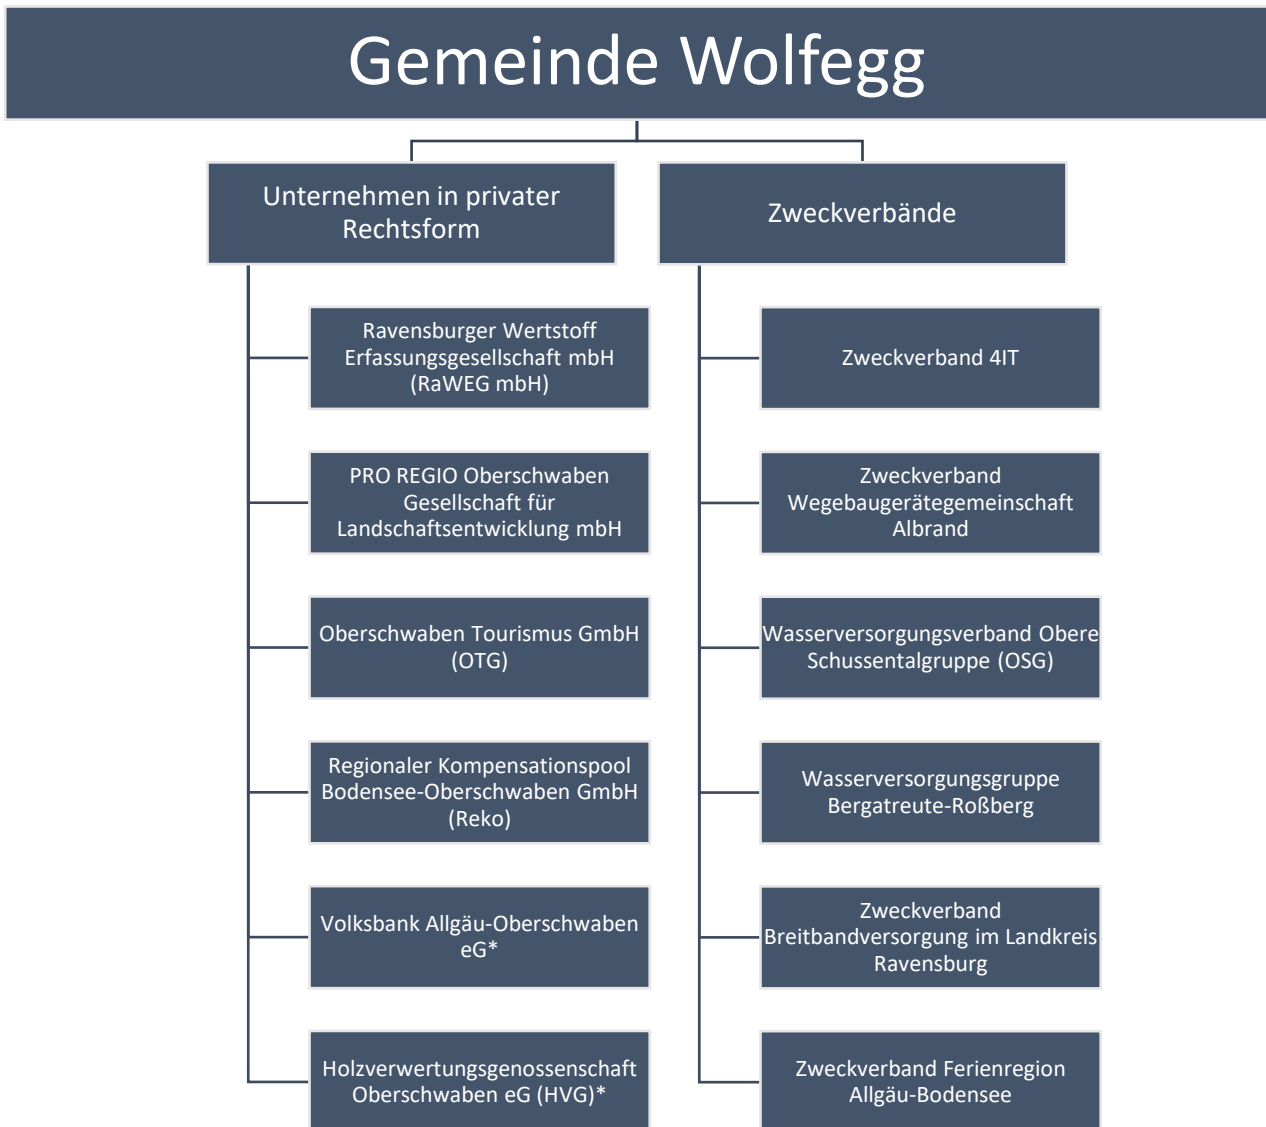 Gemeinde Wolfegg
Unternehmen in privater
Rechtsform
Ravensburger Wertstoff
Erfassungsgesellschaft mbH
(RaWEG mbH)
PRO REGIO Oberschwaben
Gesellschaft für
Landschaftsentwicklung mbH
Oberschwaben Tourismus GmbH
(OTG)
Regionaler Kompensationspool
Bodensee-Oberschwaben GmbH
(Reko)
Volksbank Allgäu-Oberschwaben
eG*
Holzverwertungsgenossenschaft
Oberschwaben eG (HVG)*
Zweckverbände
Zweckverband 4IT
Zweckverband
Wegebaugerätegemeinschaft
Albrand
Wasserversorgungsverband Obere
Schussentalgruppe (OSG)
Wasserversorgungsgruppe
Bergatreute-Roßberg
Zweckverband
Breitbandversorgung im Landkreis
Ravensburg
Zweckverband Ferienregion
Allgäu-Bodensee